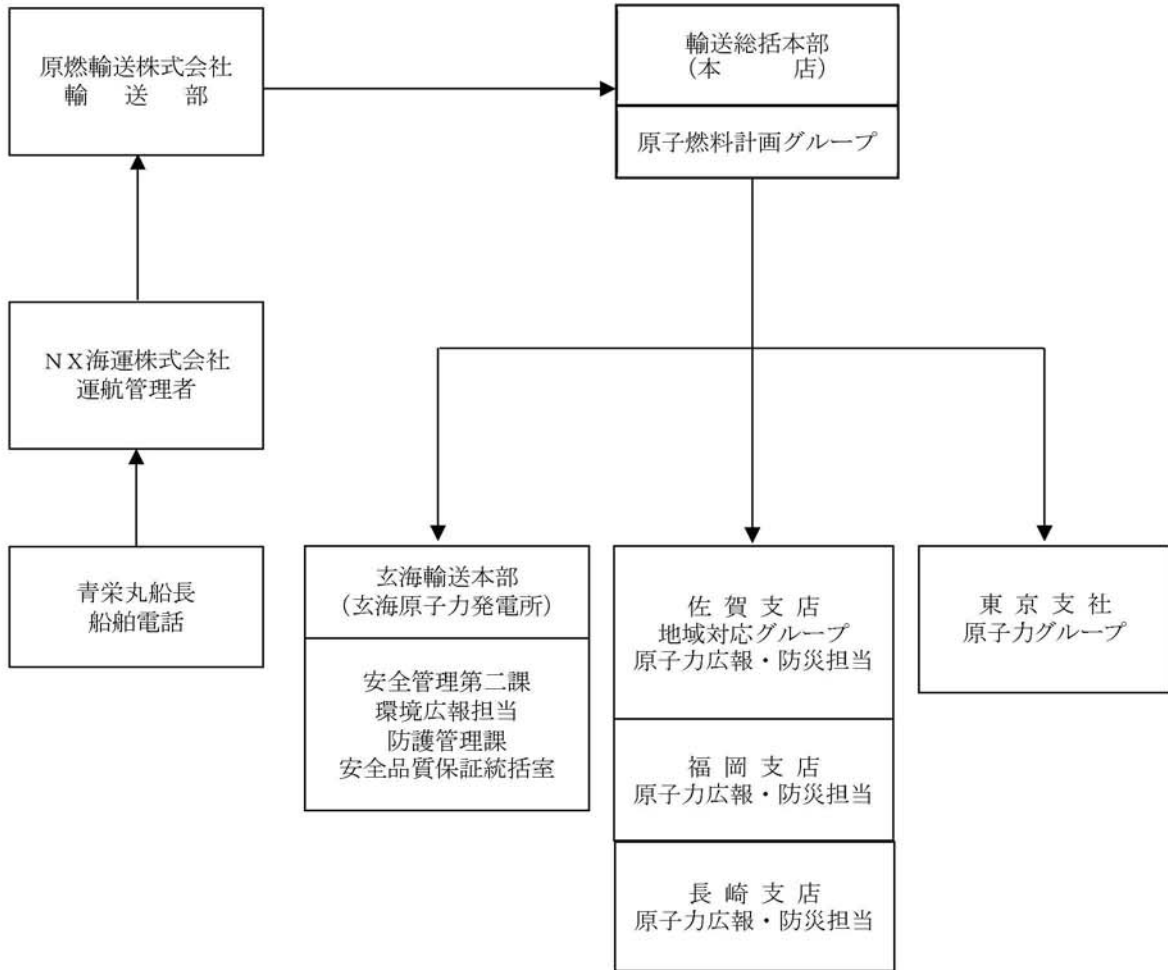 原燃輸送株式会社
輸送部
輸送総括本部
(本店)
原子燃料計画グループ
NX海運株式会社
運航管理者
青栄丸船長
船舶電話
玄海輸送本部
(玄海原子力発電所)
安全管理第二課
環境広報担当
防護管理課
安全品質保証統括室
佐賀支店
地域対応グループ
原子力広報・防災担当
福岡支店
原子力広報・防災担当
長崎支店
原子力広報・防災担当
東京支社
原子力グループ